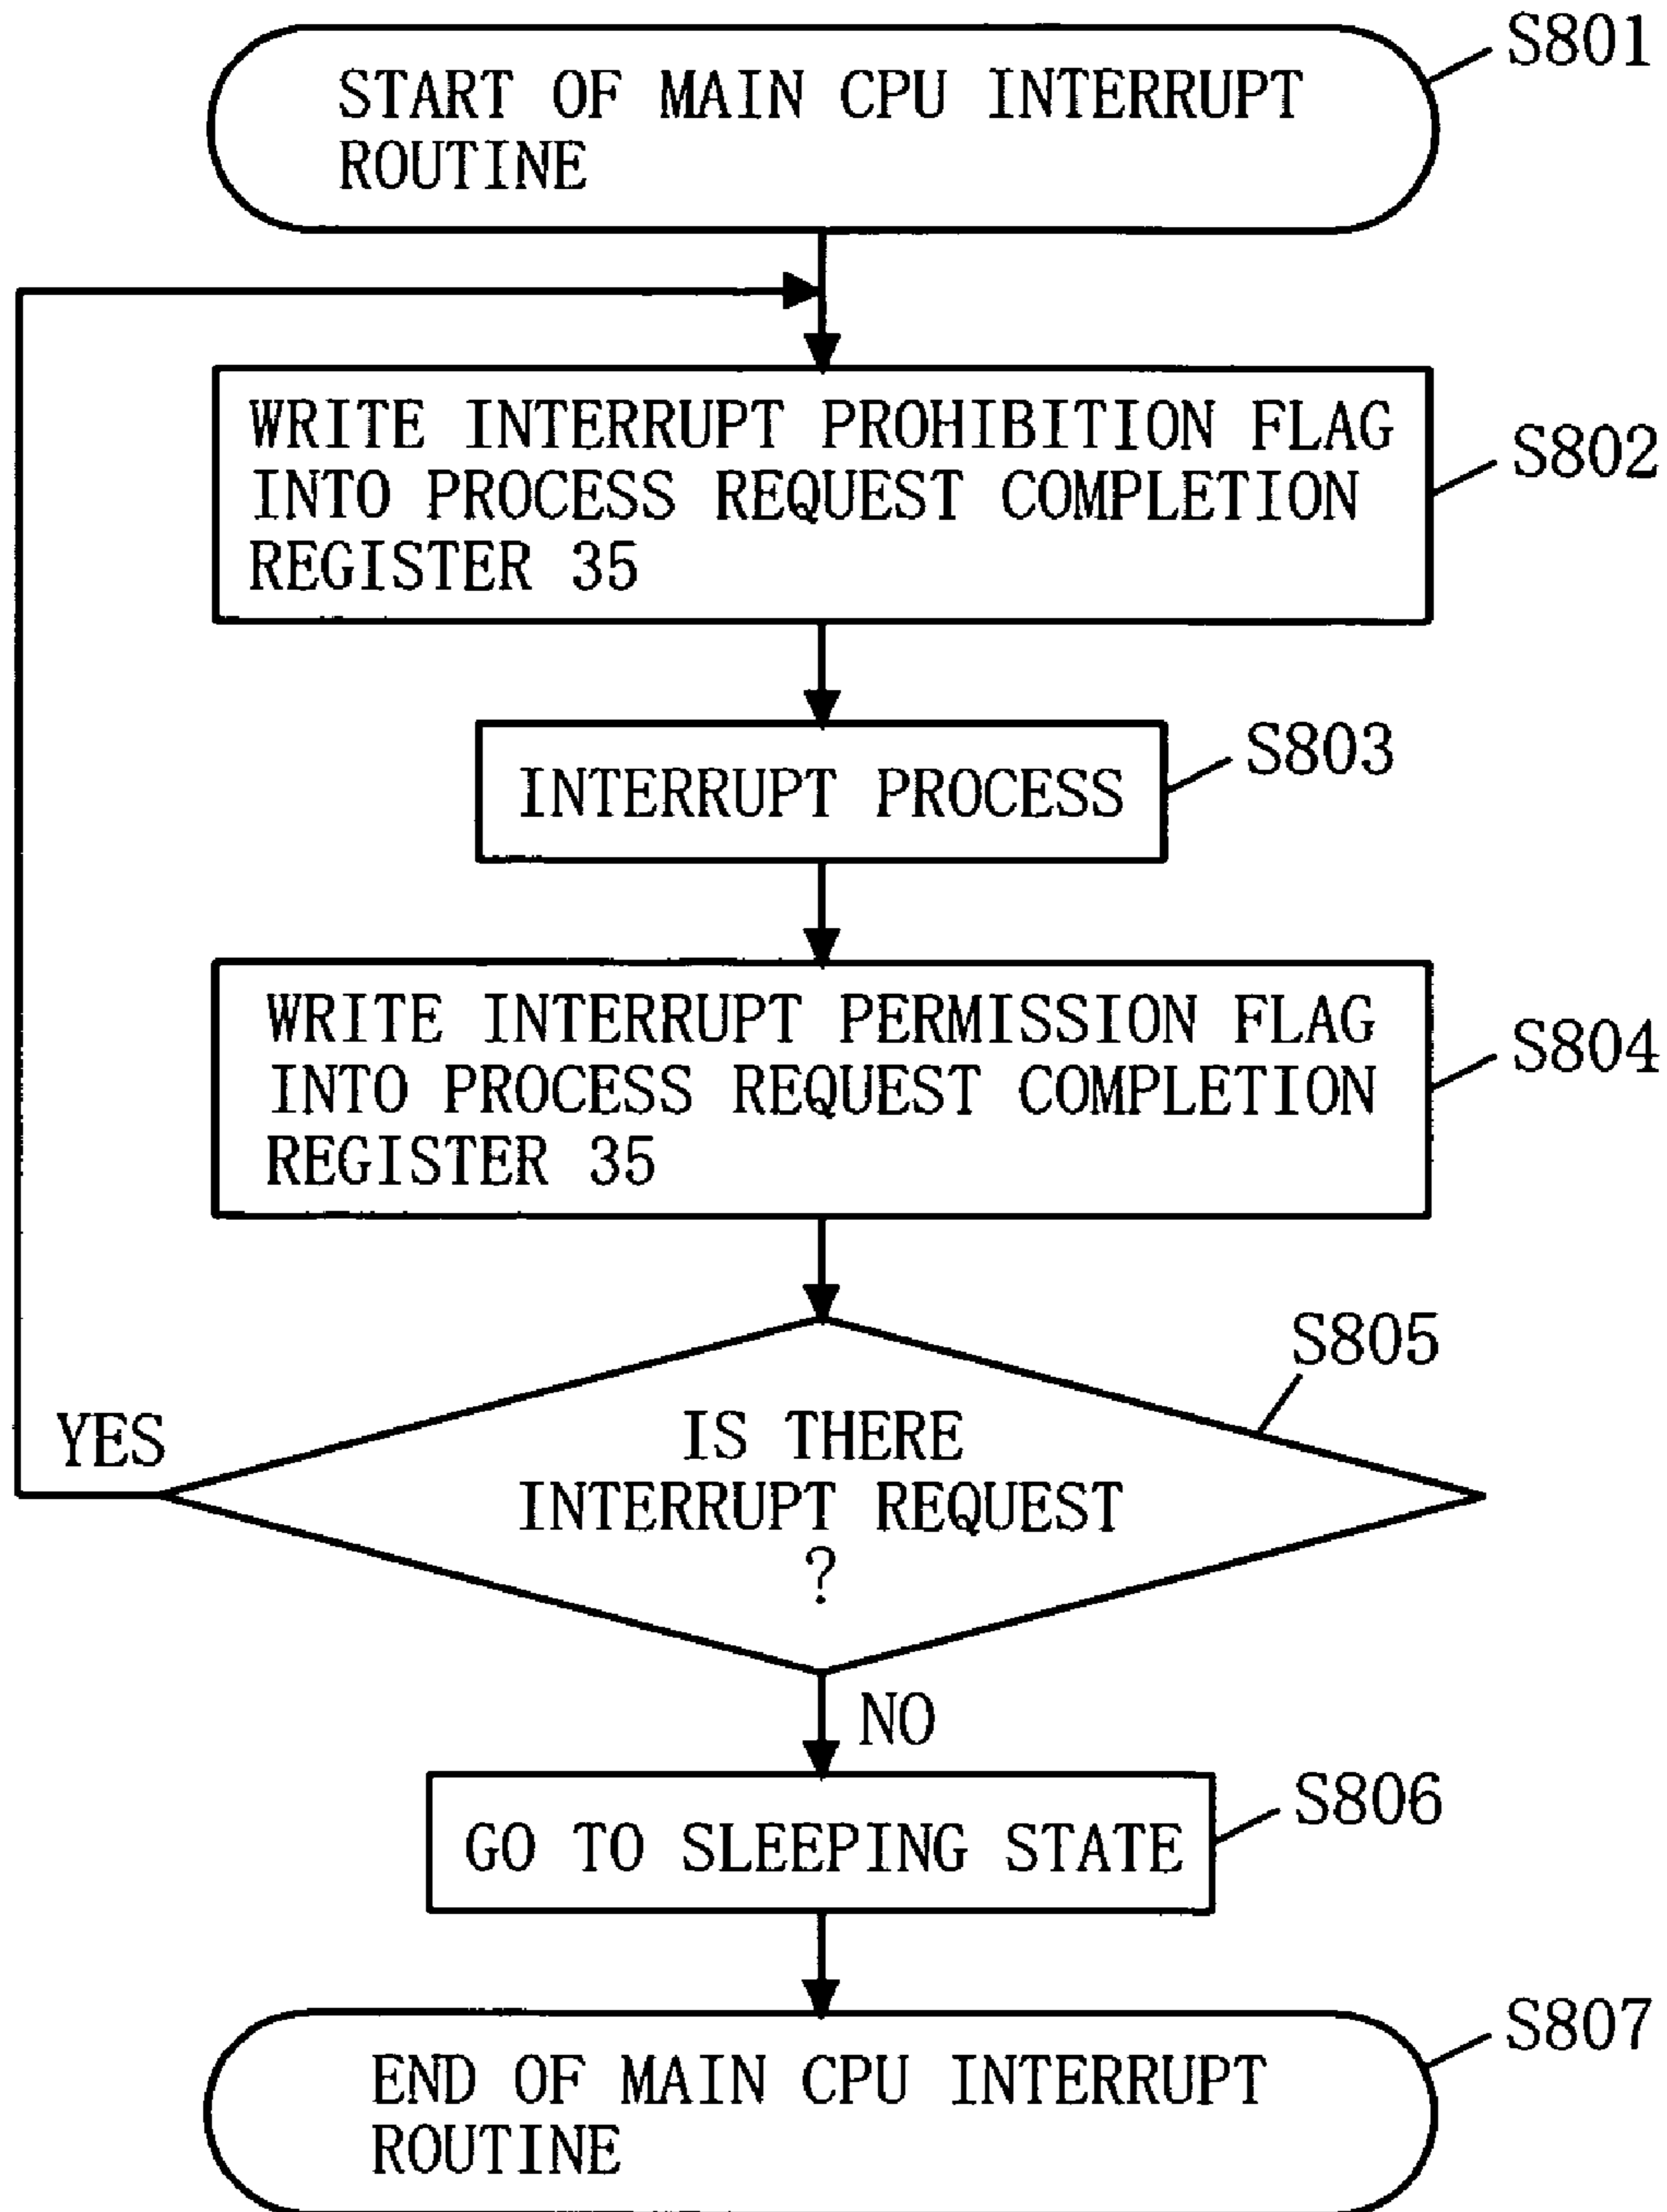 START OF MAIN CPU INTERRUPT
ROUTINE
S801
WRITE INTERRUPT PROHIBITION FLAG
INTO PROCESS REQUEST COMPLETION
REGISTER 35
S802
INTERRUPT PROCESS
S803
WRITE INTERRUPT PERMISSION FLAG
INTO PROCESS REQUEST COMPLETION
REGISTER 35
S804
S805
YES
IS THERE
INTERRUPT REQUEST
?
NO
GO TO SLEEPING STATE
S806
END OF MAIN CPU INTERRUPT
ROUTINE
S807